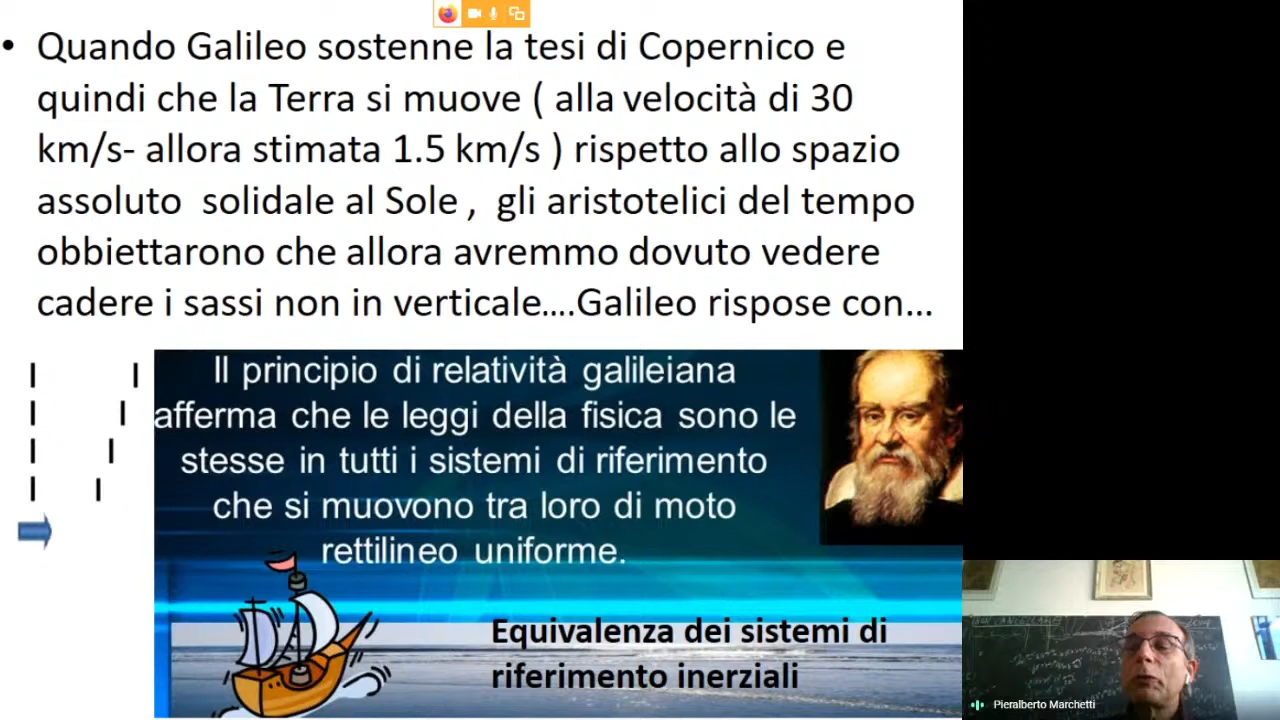 • Quando Galileo sostenne la tesi di Copernico e
quindi che la Terra si muove ( alla velocità di 30
km/s- allora stimata 1.5 km/s ) rispetto allo spazio
assoluto solidale al Sole , gli aristotelici del tempo
obbiettarono che allora avremmo dovuto vedere
cadere i sassi non in verticale….Galileo rispose con…
Il principio di relatività galileiana
afferma che le leggi della fisica sono le
stesse in tutti i sistemi di riferimento
che si muovono tra loro di moto
rettilineo uniforme.
Equivalenza dei sistemi di
riferimento inerziali
Pieralberto Marchetti